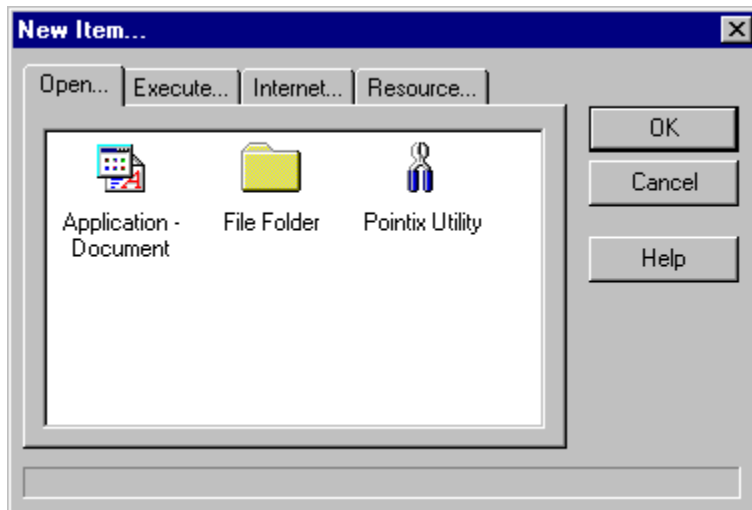 New Item...
Open...
Execute...
Internet...
Resource...
OK
Cancel
Help
Application -
Document
File Folder
Pointix Utility